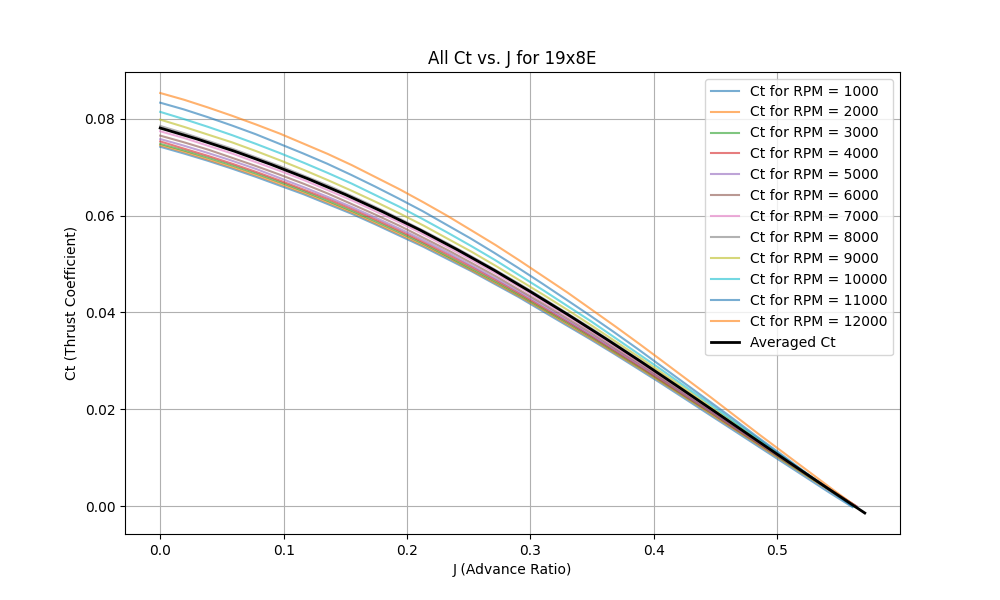 All Ct vs. J for 19x8E
Ct (Thrust Coefficient)
0.08
0.06
0.04
0.02
0.00
0.0
0.1
0.2
0.3
0.4
0.5
J (Advance Ratio)
Ct for RPM = 1000
Ct for RPM = 2000
Ct for RPM = 3000
Ct for RPM = 4000
Ct for RPM = 5000
Ct for RPM = 6000
Ct for RPM = 7000
Ct for RPM = 8000
Ct for RPM = 9000
Ct for RPM = 10000
Ct for RPM = 11000
Ct for RPM = 12000
Averaged Ct